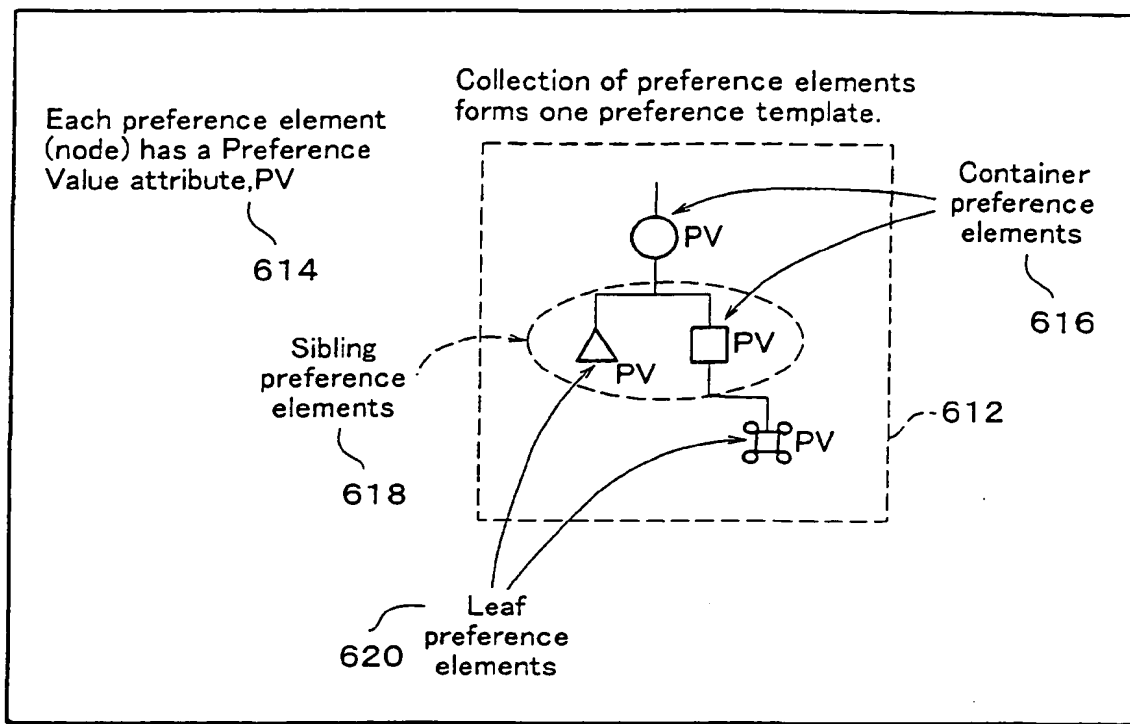 Collection of preference elements
forms one preference template.
Each preference element
(node) has a Preference
Value attribute,PV
614
Container
preference
elements
616
PV
PV
PV
PV
Sibling
preference
elements
618
612
Leaf
preference
elements
620